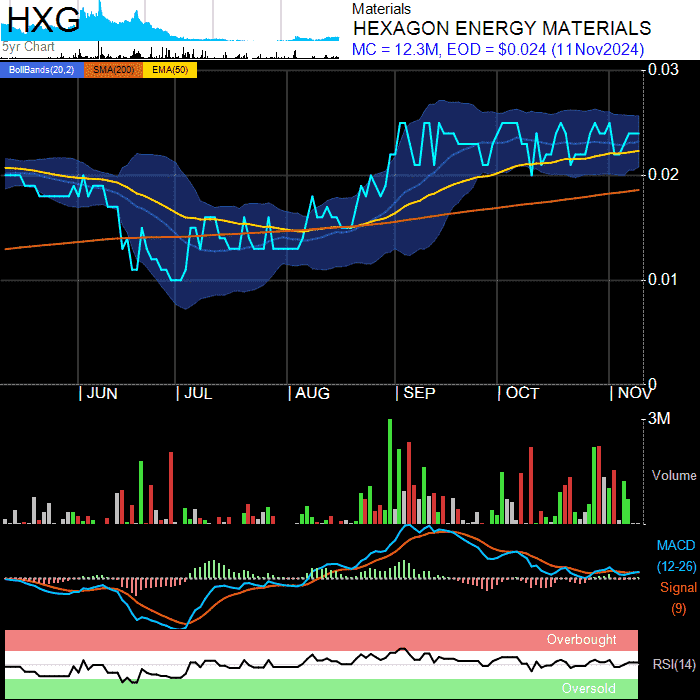 HXG
5yr Chart
Materials
HEXAGON ENERGY MATERIALS
MC = 12.3M, EOD = $0.024 (11Nov2024)
BollBands(20,2) SMA(200) EMA(50)
0.03
0.02
0.01
0
| JUN | JUL | AUG | SEP | OCT | NOV
3M
Volume
MACD
(12-26)
Signal
(9)
Overbought
RSI(14)
Oversold